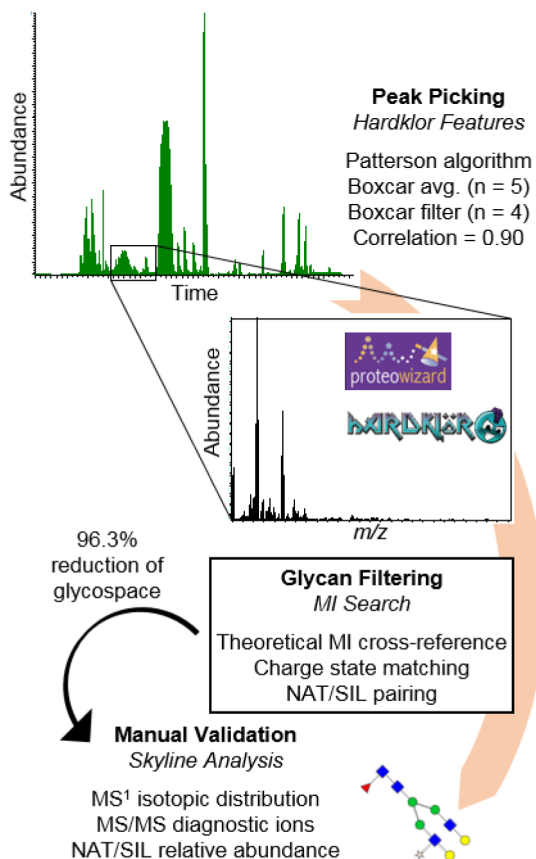 Abundance
Time
Peak Picking
Hardklor Features
Patterson algorithm
Boxcar avg. (n = 5)
Boxcar filter (n = 4)
Correlation = 0.90
Abundance
m/z
proteowizard
HARDKLÖR
96.3%
reduction of
glycospace
Glycan Filtering
MI Search
Theoretical MI cross-reference
Charge state matching
NAT/SIL pairing
Manual Validation
Skyline Analysis
MS¹ isotopic distribution
MS/MS diagnostic ions
NAT/SIL relative abundance